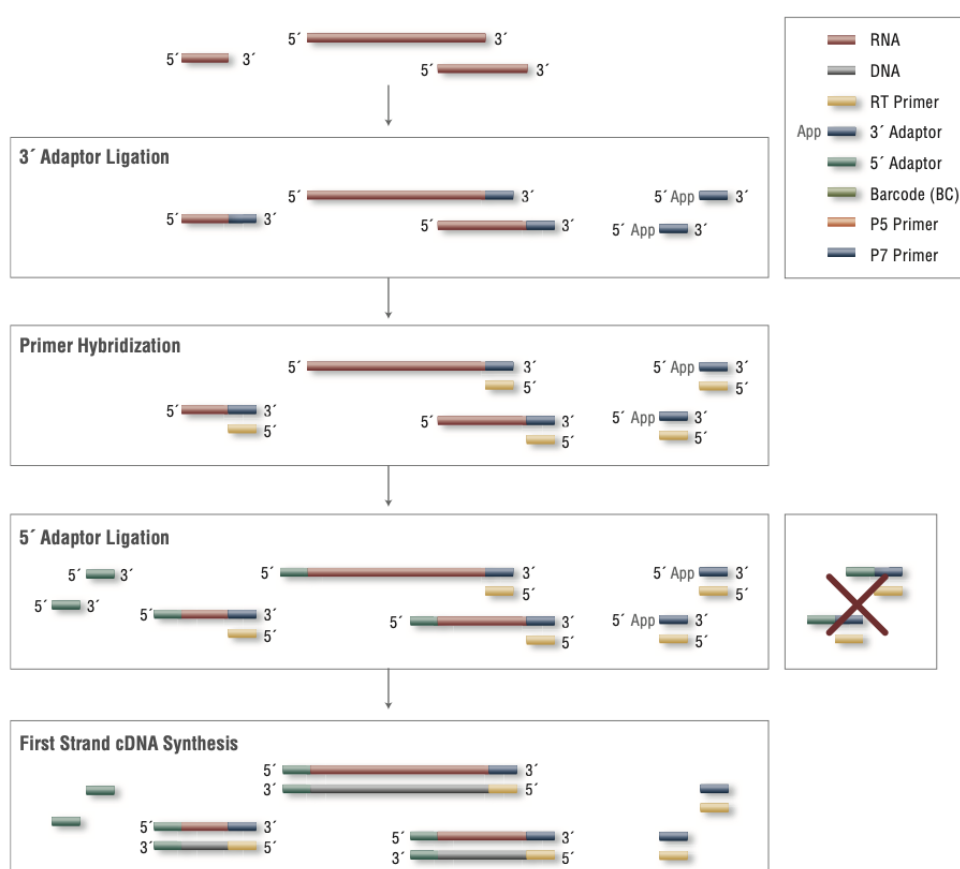 5´ 3´
5´ 3´
5´ 3´
RNA
DNA
RT Primer
App 3´ Adaptor
5´ Adaptor
Barcode (BC)
P5 Primer
P7 Primer
3´ Adaptor Ligation
5´ 3´ 5´ App 3´
5´ 3´ 5´ 3´ 5´ App 3´
Primer Hybridization
5´ 3´ 5´ App 3´
5´ 5´
5´ 3´ 5´ 3´ 5´ App 3´
5´ 5´ 5´
5´ Adaptor Ligation
5´ 3´ 5´ 3´ 5´ App 3´
5´ 5´
5´ 3´ 5´ 3´ 5´ 3´ 5´ App 3´
5´ 5´ 5´
First Strand cDNA Synthesis
5´ 3´
3´ 5´
5´ 3´ 5´ 3´
3´ 5´ 3´ 5´